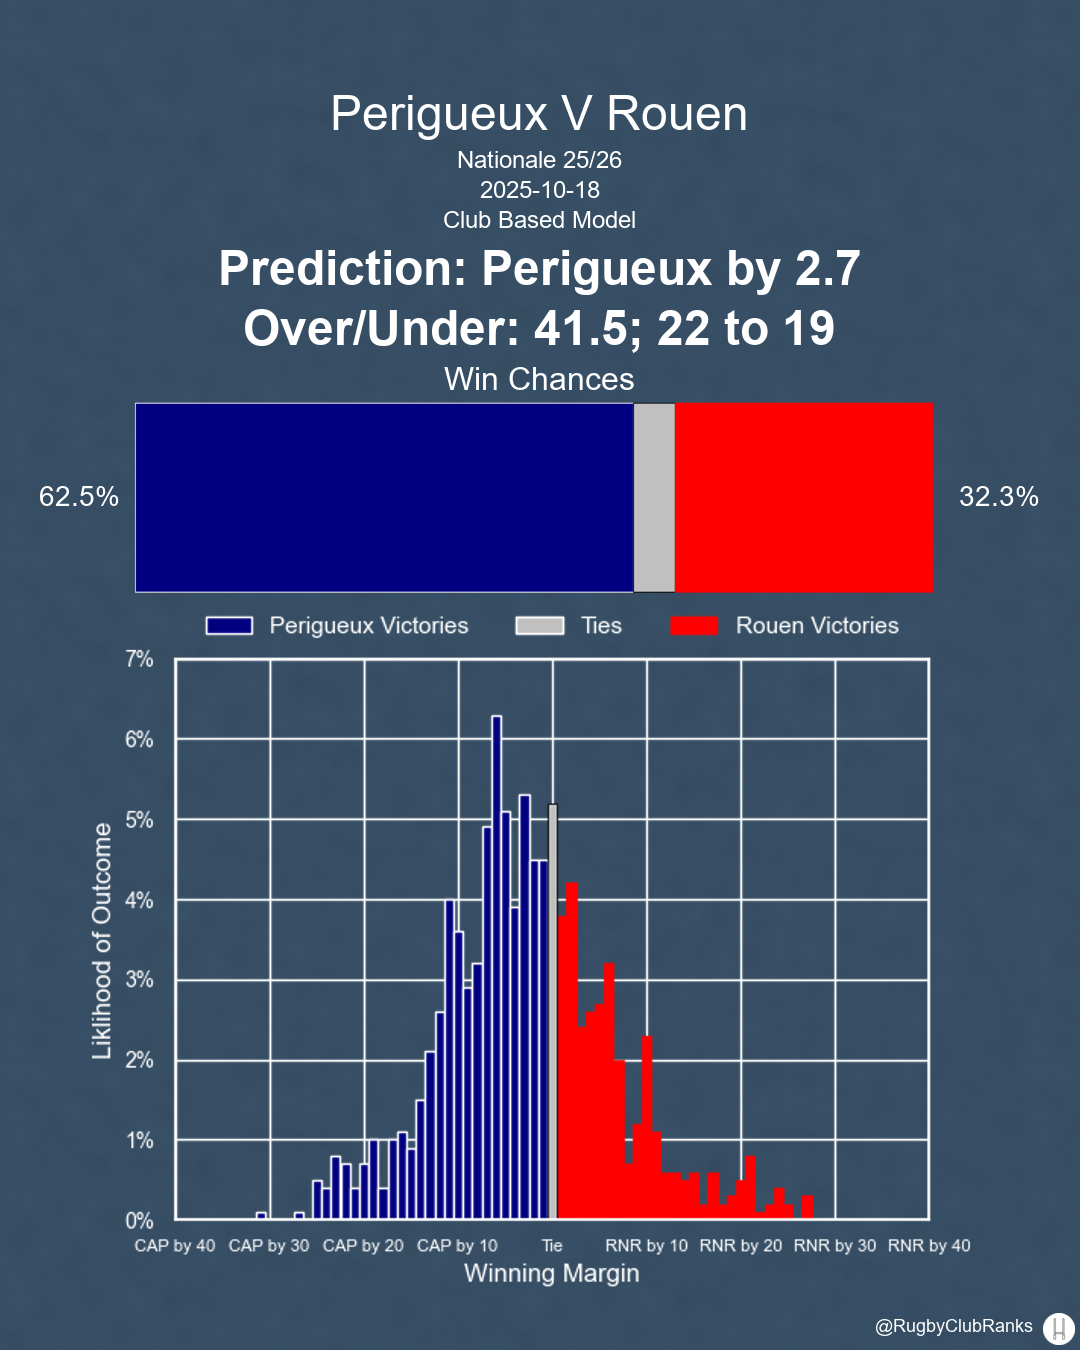 Perigueux V Rouen
Nationale 25/26
2025-10-18
Club Based Model
Prediction: Perigueux by 2.7
Over/Under: 41.5; 22 to 19
Win Chances
62.5%
32.3%
Perigueux Victories
Ties
Rouen Victories
7%
6%
5%
4%
3%
2%
1%
0%
Liklihood of Outcome
CAP by 40
CAP by 30
CAP by 20
CAP by 10
Tie
RNR by 10
RNR by 20
RNR by 30
RNR by 40
Winning Margin
@RugbyClubRanks